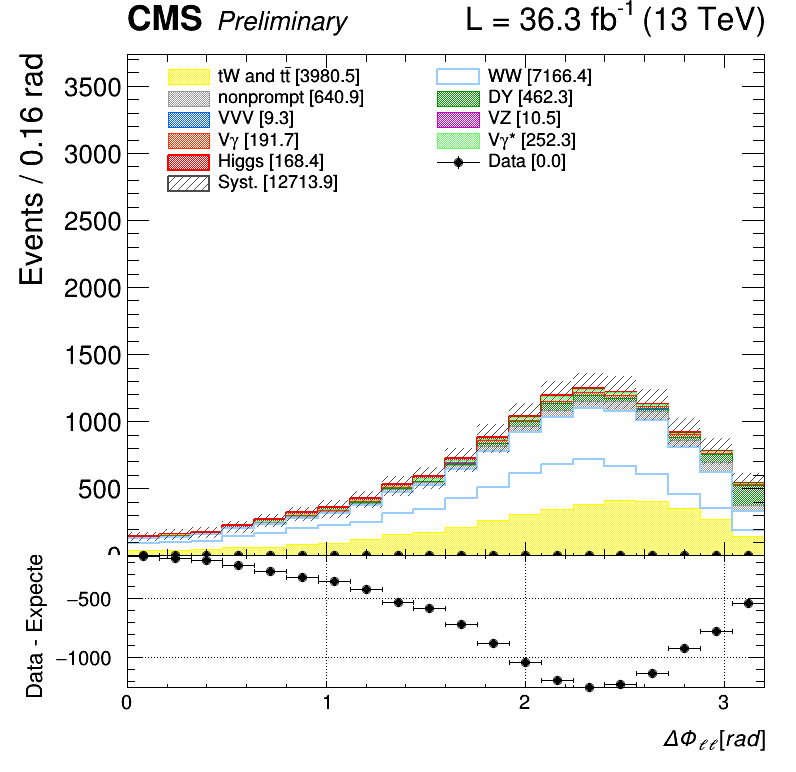 CMS Preliminary L = 36.3 fb⁻¹ (13 TeV)
Events / 0.16 rad
3500
3000
2500
2000
1500
1000
500
0
tW and tt̄ [3980.5]
nonprompt [640.9]
VVV [9.3]
Vγ [191.7]
Higgs [168.4]
Syst. [12713.9]
WW [7166.4]
DY [462.3]
VZ [10.5]
Vγ* [252.3]
Data [0.0]
Data - Expecte
−500
−1000
0 1 2 3
ΔΦℓℓ[rad]